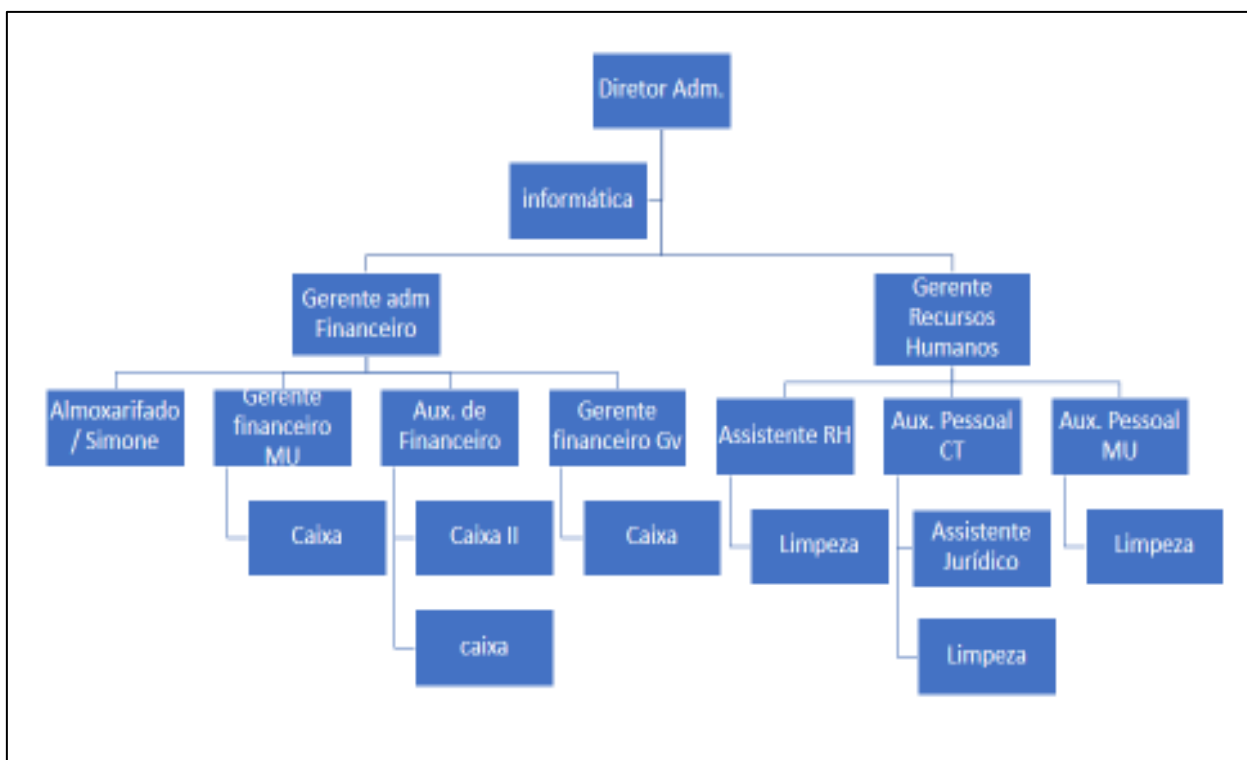 Diretor Adm.
informática
Gerente adm
Financeiro
Gerente
Recursos
Humanos
Almoxarifado
/ Simone
Gerente
financeiro
MU
Aux. de
Financeiro
Gerente
financeiro Gv
Assistente RH
Aux. Pessoal
CT
Aux. Pessoal
MU
Caixa
Caixa II
Caixa
Limpeza
Assistente
Jurídico
Limpeza
caixa
Limpeza